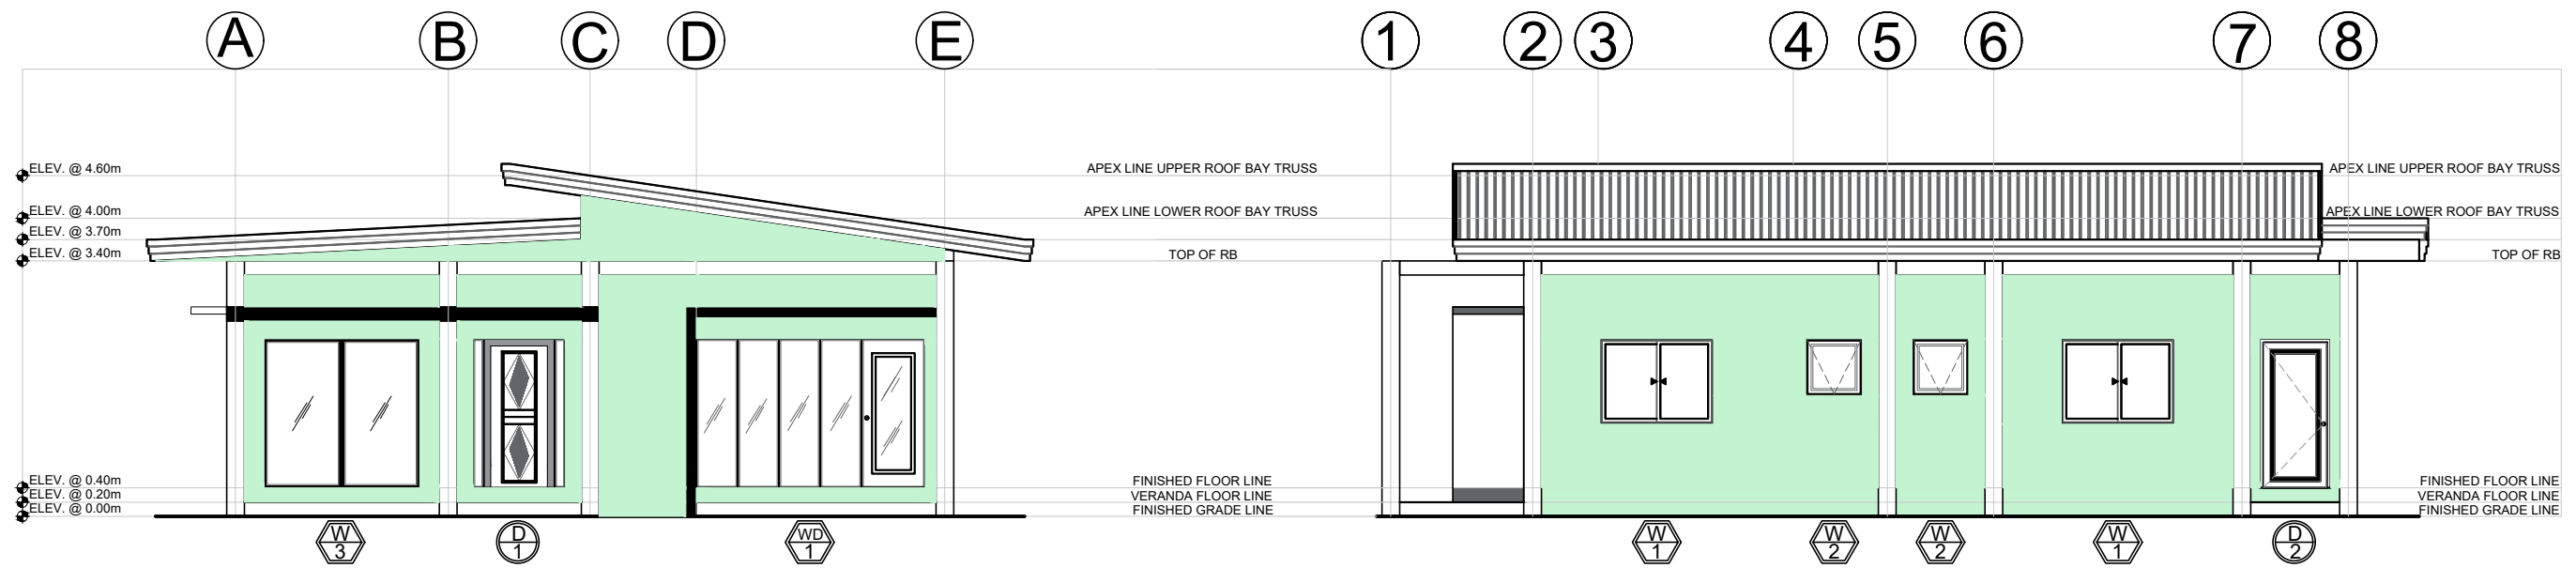 A B C D E 1 2 3 4 5 6 7 8
ELEV. @ 4.60m APEX LINE UPPER ROOF BAY TRUSS APEX LINE UPPER ROOF BAY TRUSS
ELEV. @ 4.00m APEX LINE LOWER ROOF BAY TRUSS APEX LINE LOWER ROOF BAY TRUSS
ELEV. @ 3.70m
ELEV. @ 3.40m TOP OF RB TOP OF RB
ELEV. @ 0.40m FINISHED FLOOR LINE FINISHED FLOOR LINE
ELEV. @ 0.20m VERANDA FLOOR LINE VERANDA FLOOR LINE
ELEV. @ 0.00m FINISHED GRADE LINE FINISHED GRADE LINE
W D WD W W W W D
3 1 1 1 2 2 1 2